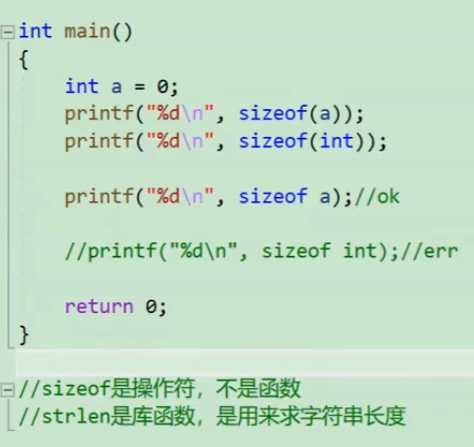 int main()
{
int a = 0;
printf("%d\n", sizeof(a));
printf("%d\n", sizeof(int));
printf("%d\n", sizeof a);//ok
//printf("%d\n", sizeof int);//err
return 0;
}
//sizeof是操作符，不是函数
//strlen是库函数，是用来求字符串长度